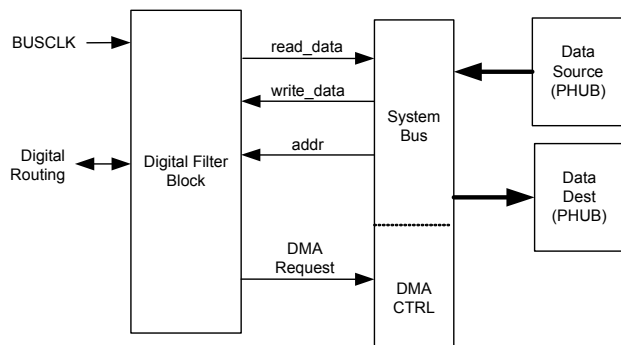 BUSCLK
Digital
Routing
Digital Filter
Block
read_data
write_data
addr
DMA
Request
System
Bus
DMA
CTRL
Data
Source
(PHUB)
Data
Dest
(PHUB)